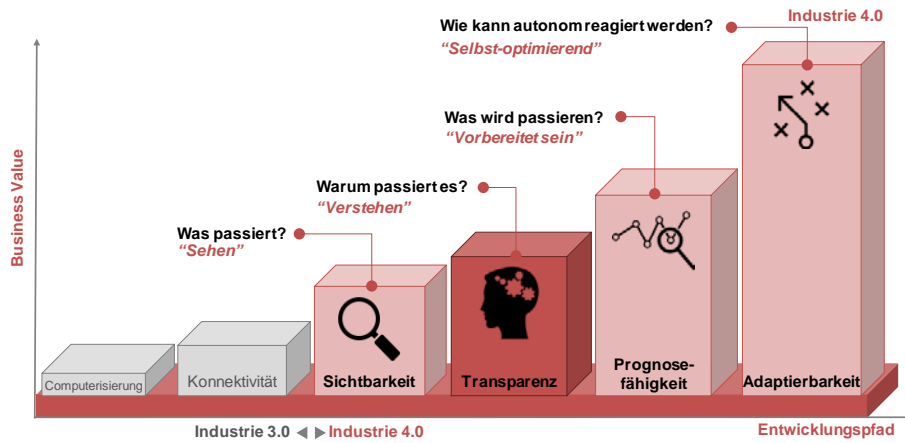 Wie kann autonom reagiert werden?
“Selbst-optimierend”
Industrie 4.0
Was wird passieren?
“Vorbereitet sein”
Warum passiert es?
“Verstehen”
Was passiert?
“Sehen”
Business Value
Computerisierung
Konnektivität
Sichtbarkeit
Transparenz
Prognose-
fähigkeit
Adaptierbarkeit
Industrie 3.0
Industrie 4.0
Entwicklungspfad